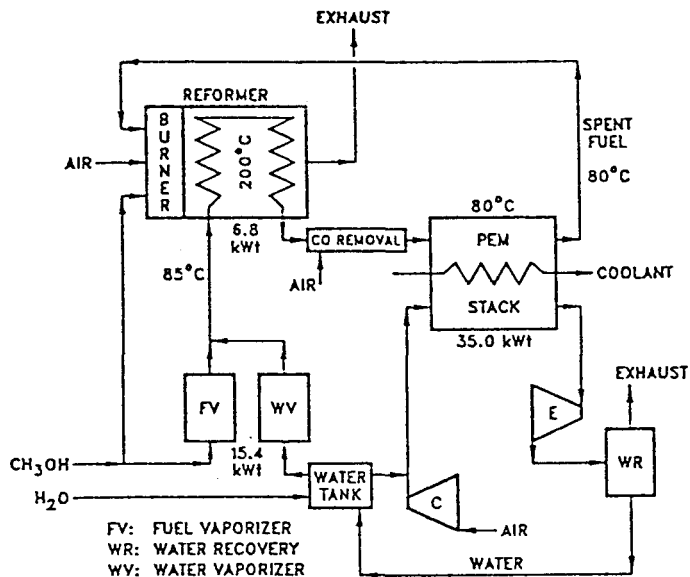 EXHAUST
REFORMER
BURNER
200°C
AIR
SPENT
FUEL
80°C
80°C
6.8
kWt
CO REMOVAL
PEM
85°C
AIR
COOLANT
STACK
35.0 kWt
EXHAUST
FV
WV
E
15.4
kWt
WR
CH₃OH
WATER
TANK
H₂O
C
AIR
FV: FUEL VAPORIZER
WR: WATER RECOVERY
WATER
WV: WATER VAPORIZER